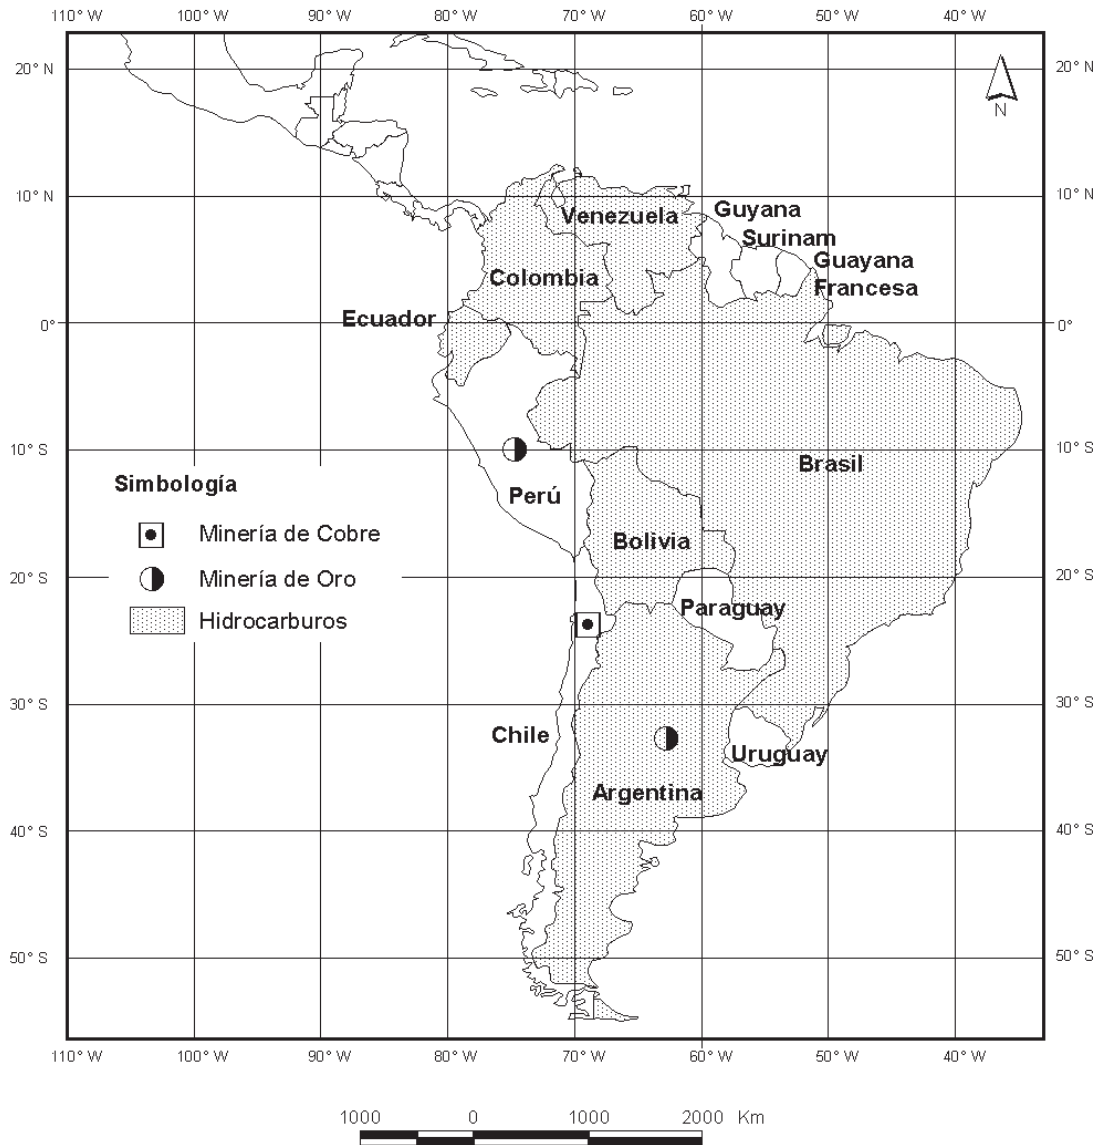 110° W 100° W 90° W 80° W 70° W 60° W 50° W 40° W
20° N 20° N
N
10° N 10° N
Venezuela
Guyana
Surinam
Guayana
Francesa
Colombia
Ecuador
0° 0°
10° S 10° S
Brasil
Perú
Simbología
Minería de Cobre
Minería de Oro
Hidrocarburos
Bolivia
20° S 20° S
Paraguay
30° S 30° S
Chile
Uruguay
Argentina
40° S 40° S
50° S 50° S
110° W 100° W 90° W 80° W 70° W 60° W 50° W 40° W
1000 0 1000 2000 Km